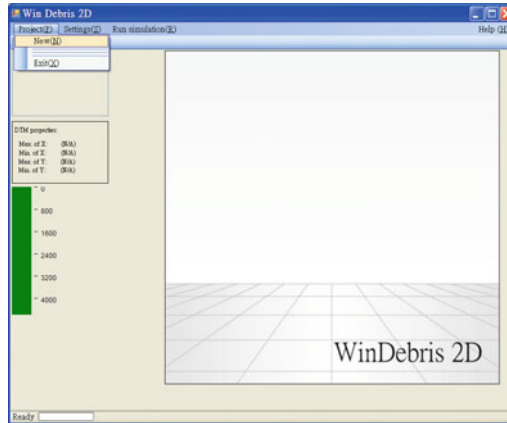 Win Debris 2D
Project(P) Settings(S) Run simulation(R) Help (H)
New(N)
Exit(X)
DTM properties:
Max. of X: (N/A)
Min. of X: (N/A)
Max. of Y: (N/A)
Min. of Y: (N/A)
0
800
1600
2400
3200
4000
WinDebris 2D
Ready